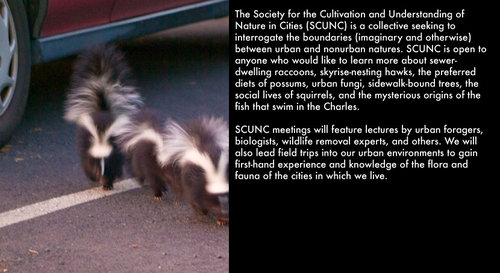 The Society for the Cultivation and Understanding of
Nature in Cities (SCUNC) is a collective seeking to
interrogate the boundaries (imaginary and otherwise)
between urban and nonurban natures. SCUNC is open to
anyone who would like to learn more about sewer-
dwelling raccoons, skyrise-nesting hawks, the preferred
diets of possums, urban fungi, sidewalk-bound trees, the
social lives of squirrels, and the mysterious origins of the
fish that swim in the Charles.
SCUNC meetings will feature lectures by urban foragers,
biologists, wildlife removal experts, and others. We will
also lead field trips into our urban environments to gain
first-hand experience and knowledge of the flora and
fauna of the cities in which we live.